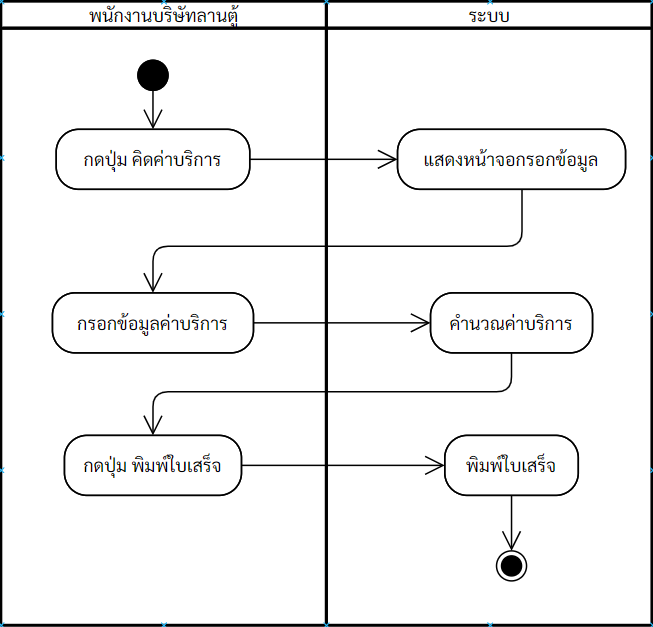 พนักงานบริษัทลานตู้
ระบบ
กดปุ่ม คิดค่าบริการ
แสดงหน้าจอกรอกข้อมูล
กรอกข้อมูลค่าบริการ
คำนวณค่าบริการ
กดปุ่ม พิมพ์ใบเสร็จ
พิมพ์ใบเสร็จ